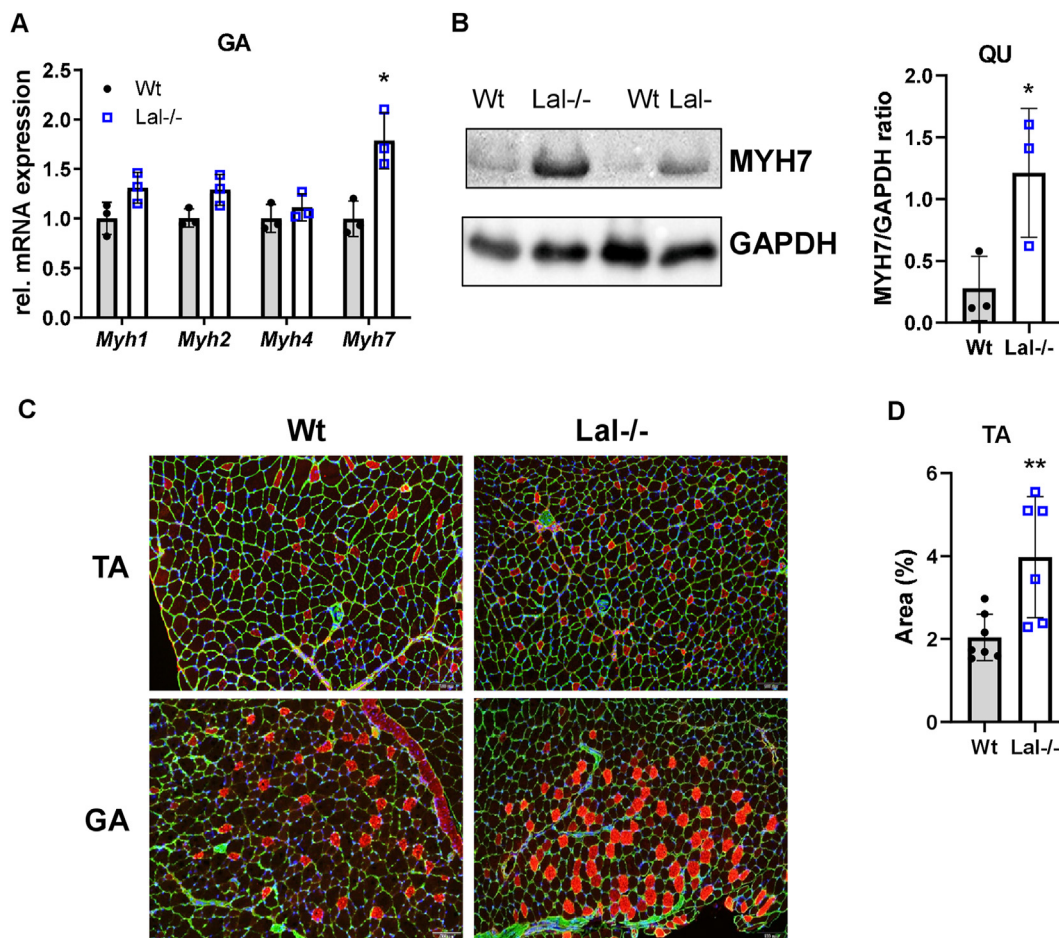 A
GA
rel. mRNA expression
2.5
2.0
1.5
1.0
0.5
0.0
Wt
Lal-/-
*
Myh1 Myh2 Myh4 Myh7
B
Wt Lal-/- Wt Lal-
MYH7
GAPDH
QU
MYH7/GAPDH ratio
2.0
1.5
1.0
0.5
0.0
*
Wt Lal-/-
C
Wt Lal-/-
TA
GA
D
TA
Area (%)
6
4
2
0
**
Wt Lal-/-